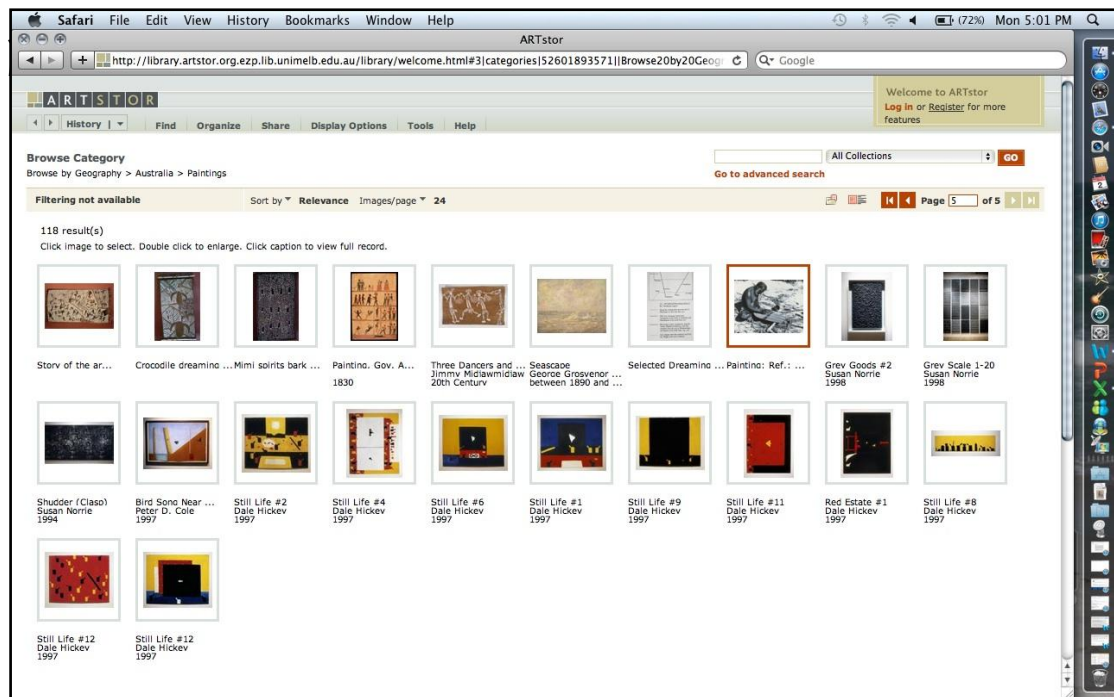 Safari File Edit View History Bookmarks Window Help (72%) Mon 5:01 PM
ARTstor
http://library.artstor.org.ezp.lib.unimelb.edu.au/library/welcome.html#3|categories|52601893571||Browse20by20Geogr Google
ARTSTOR
Welcome to ARTstor
Log in or Register for more
features
History | Find Organize Share Display Options Tools Help
Browse Category
All Collections GO
Browse by Geography > Australia > Paintings
Go to advanced search
Filtering not available Sort by Relevance Images/page 24 Page 5 of 5
118 result(s)
Click image to select. Double click to enlarge. Click caption to view full record.
Story of the ar...
Crocodile dreaming ...
Mimi spirits bark ...
Painting. Gov. A...
1830
Three Dancers and ...
Jimmy Midjawmidjaw
20th Century
Seascape
George Grosvenor ...
between 1890 and ...
Selected Dreaming ...
Painting: Ref.: ...
Grey Goods #2
Susan Norrie
1998
Grey Scale 1-20
Susan Norrie
1998
Shudder (Clasp)
Susan Norrie
1994
Bird Song Near ...
Peter D. Cole
1997
Still Life #2
Dale Hickey
1997
Still Life #4
Dale Hickey
1997
Still Life #6
Dale Hickey
1997
Still Life #1
Dale Hickey
1997
Still Life #9
Dale Hickey
1997
Still Life #11
Dale Hickey
1997
Red Estate #1
Dale Hickey
1997
Still Life #8
Dale Hickey
1997
Still Life #12
Dale Hickey
1997
Still Life #12
Dale Hickey
1997